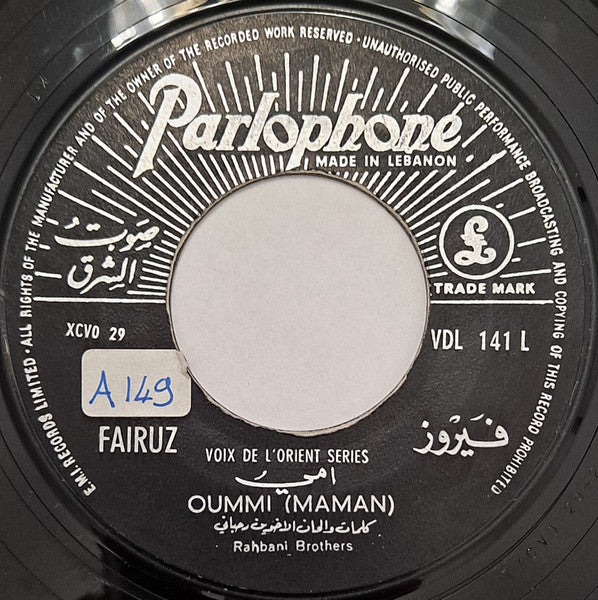 E.M.I. RECORDS LIMITED · ALL RIGHTS OF THE MANUFACTURER AND OF THE OWNER OF THE RECORDED WORK RESERVED · UNAUTHORISED PUBLIC PERFORMANCE BROADCASTING AND COPYING OF THIS RECORD PROHIBITED
Parlophone
MADE IN LEBANON
صوت
الشرق
£
TRADE MARK
XCVO 29
VDL 141 L
A149
FAIRUZ
فيروز
VOIX DE L'ORIENT SERIES
امي
OUMMI (MAMAN)
كلمات والحان الاخوين رحباني
Rahbani Brothers